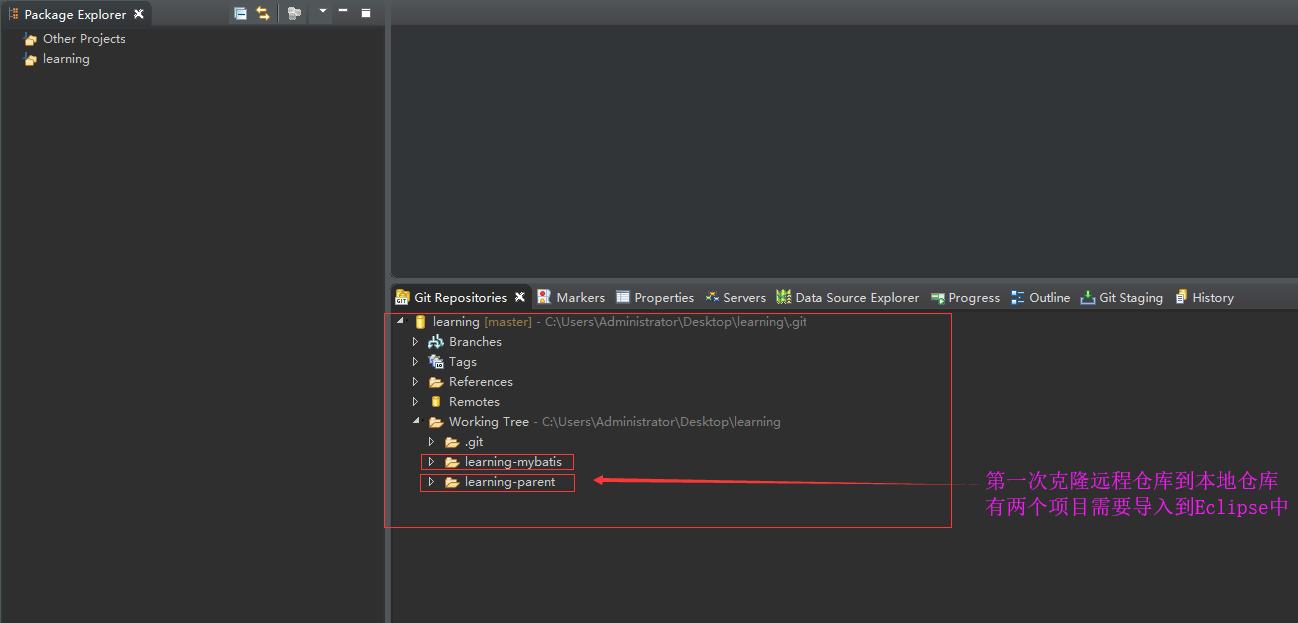 Package Explorer
Other Projects
learning
Git Repositories Markers Properties Servers Data Source Explorer Progress Outline Git Staging History
learning [master] - C:\Users\Administrator\Desktop\learning\.git
Branches
Tags
References
Remotes
Working Tree - C:\Users\Administrator\Desktop\learning
.git
learning-mybatis
learning-parent
第一次克隆远程仓库到本地仓库
有两个项目需要导入到Eclipse中